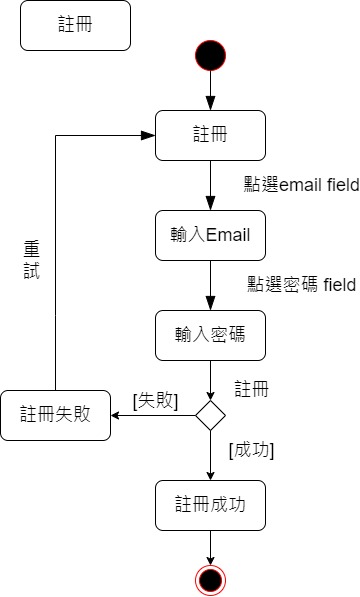 註冊
註冊
點選email field
輸入Email
點選密碼 field
輸入密碼
註冊
重
試
[失敗]
註冊失敗
[成功]
註冊成功